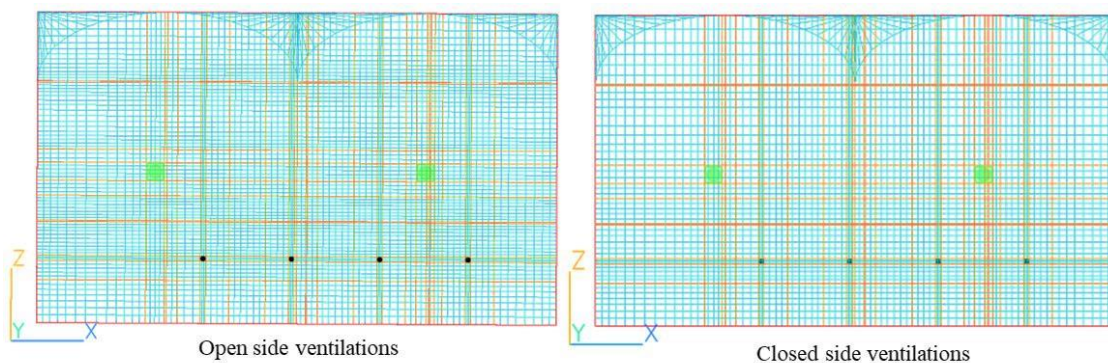 Z
Y X
Open side ventilations
Z
Y X
Closed side ventilations